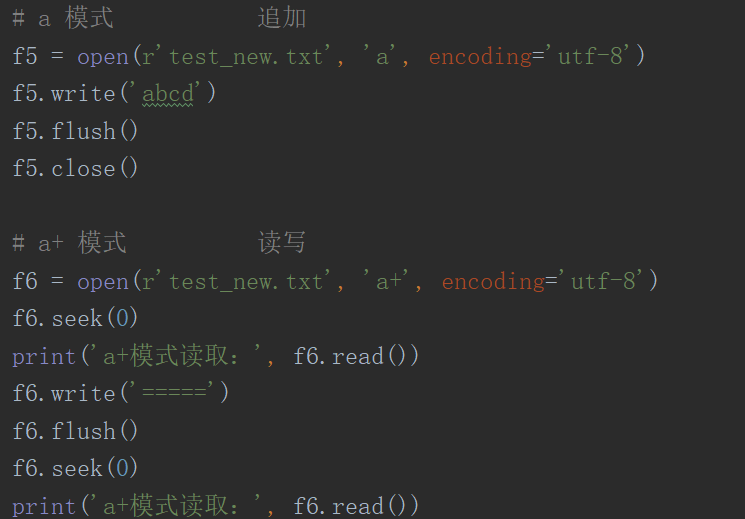 # a 模式 追加
f5 = open(r'test_new.txt', 'a', encoding='utf-8')
f5.write('abcd')
f5.flush()
f5.close()
# a+ 模式 读写
f6 = open(r'test_new.txt', 'a+', encoding='utf-8')
f6.seek(0)
print('a+模式读取：', f6.read())
f6.write('=====')
f6.flush()
f6.seek(0)
print('a+模式读取：', f6.read())